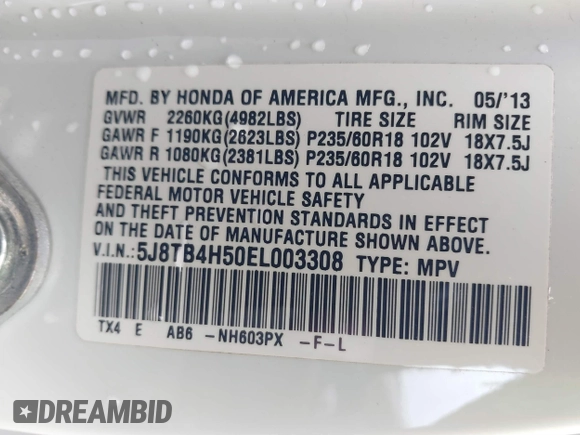 MFD. BY HONDA OF AMERICA MFG., INC. 05/'13
GVWR 2260KG(4982LBS) TIRE SIZE RIM SIZE
GAWR F 1190KG(2623LBS) P235/60R18 102V 18X7.5J
GAWR R 1080KG(2381LBS) P235/60R18 102V 18X7.5J
THIS VEHICLE CONFORMS TO ALL APPLICABLE
FEDERAL MOTOR VEHICLE SAFETY
AND THEFT PREVENTION STANDARDS IN EFFECT
ON THE DATE OF MANUFACTURE SHOWN ABOVE.
V.I.N.:5J8TB4H50EL003308 TYPE: MPV
TX4 E AB6 -NH603PX -F-L
DREAMBID